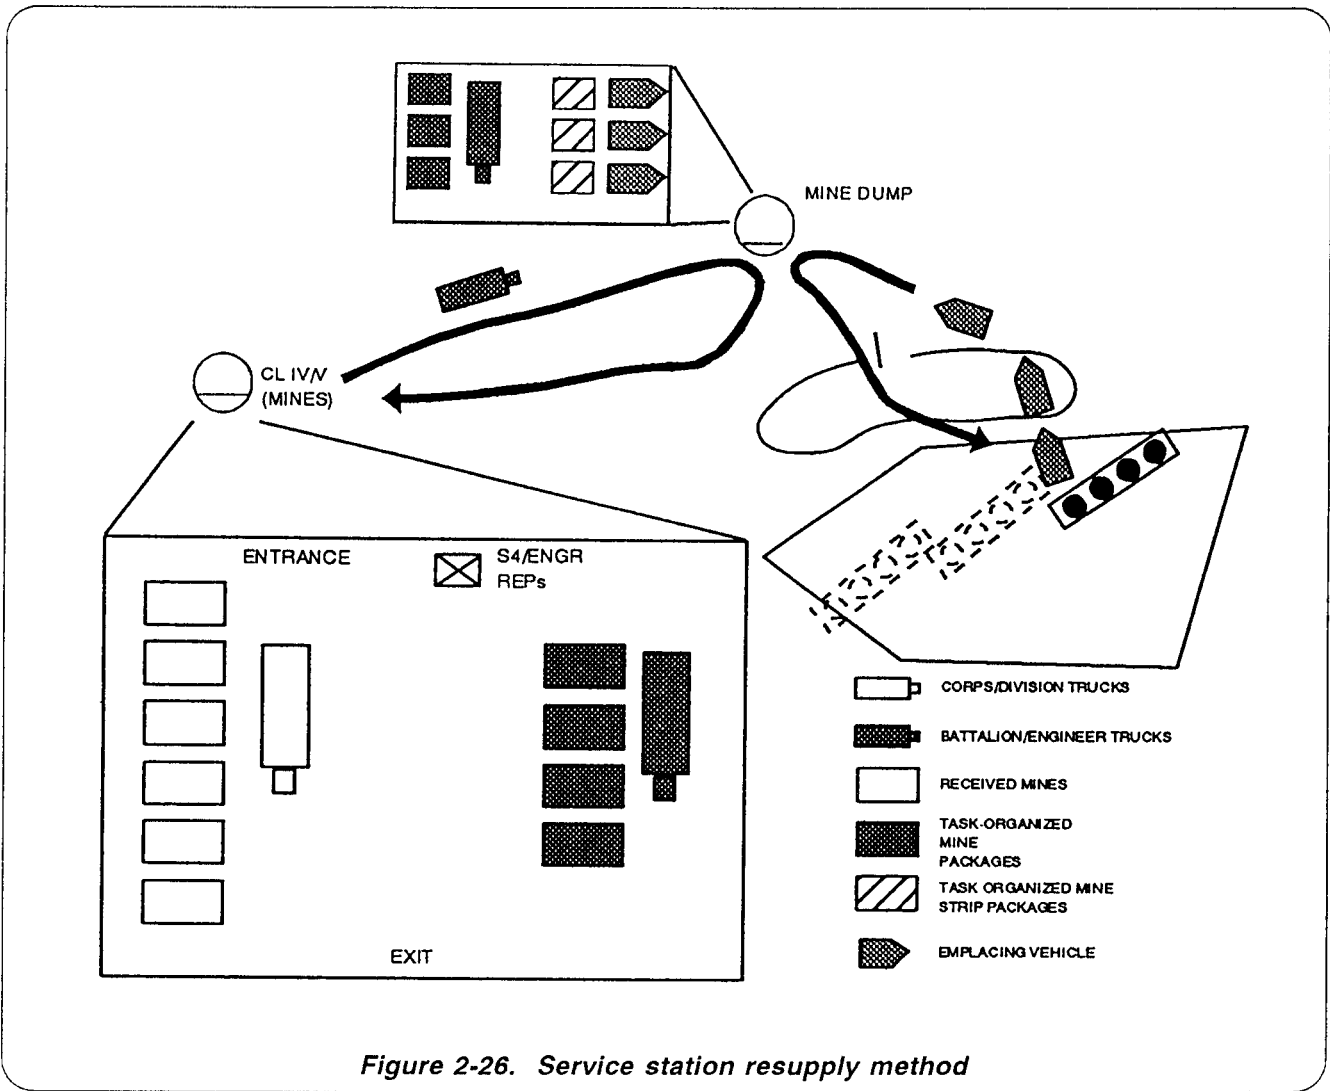 MINE DUMP
CL IV/V
(MINES)
ENTRANCE
S4/ENGR
REPs
EXIT
CORPS/DIVISION TRUCKS
BATTALION/ENGINEER TRUCKS
RECEIVED MINES
TASK-ORGANIZED
MINE
PACKAGES
TASK ORGANIZED MINE
STRIP PACKAGES
EMPLACING VEHICLE
Figure 2-26. Service station resupply method